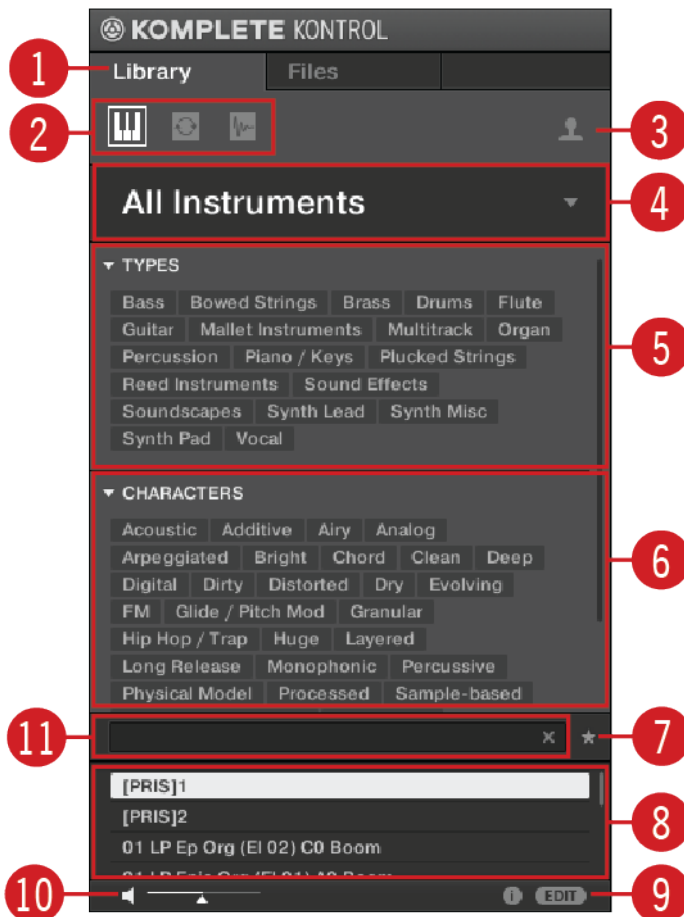 KOMPLETE KONTROL
1 Library Files
2 3
All Instruments 4
TYPES
Bass Bowed Strings Brass Drums Flute
Guitar Mallet Instruments Multitrack Organ
Percussion Piano / Keys Plucked Strings 5
Reed Instruments Sound Effects
Soundscapes Synth Lead Synth Misc
Synth Pad Vocal
CHARACTERS
Acoustic Additive Airy Analog
Arpeggiated Bright Chord Clean Deep 6
Digital Dirty Distorted Dry Evolving
FM Glide / Pitch Mod Granular
Hip Hop / Trap Huge Layered
Long Release Monophonic Percussive
Physical Model Processed Sample-based
11 7
[PRIS]1
[PRIS]2 8
01 LP Ep Org (El 02) C0 Boom
10 i EDIT 9